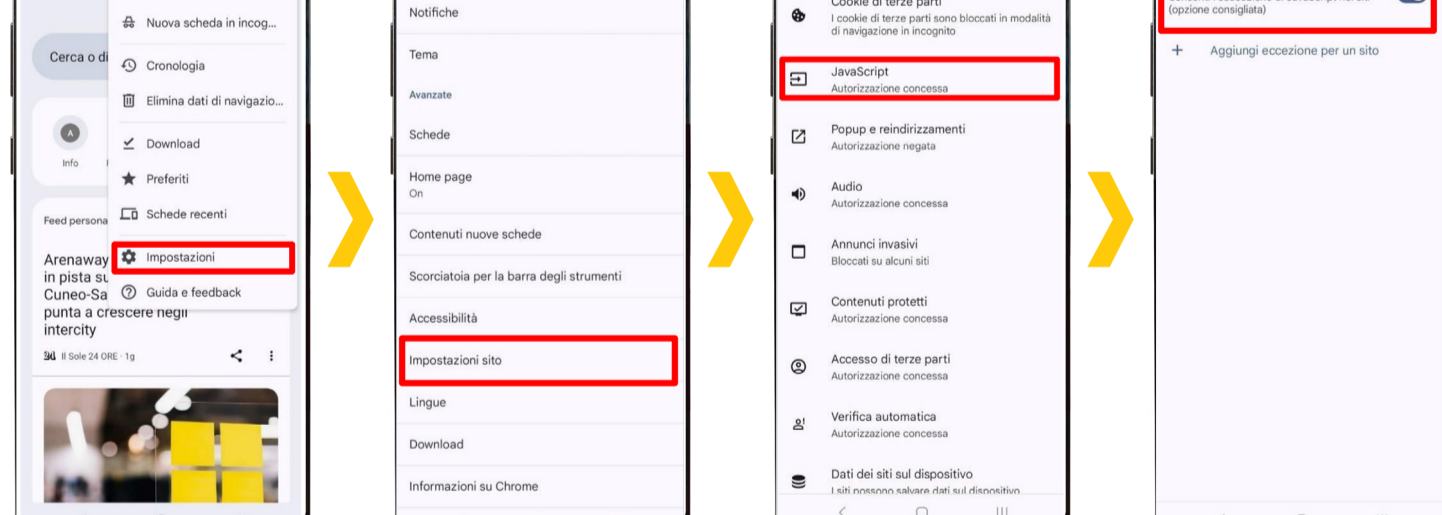 Nuova scheda in incog...
Cerca o di
Cronologia
Elimina dati di navigazio...
A
Info
Download
Preferiti
Feed persona
Schede recenti
Impostazioni
Guida e feedback
Arenaway
in pista su
Cuneo-Sa
punta a crescere negli
intercity
24 Il Sole 24 ORE · 1g
Notifiche
Tema
Avanzate
Schede
Home page
On
Contenuti nuove schede
Scorciatoia per la barra degli strumenti
Accessibilità
Impostazioni sito
Lingue
Download
Informazioni su Chrome
Cookie di terze parti
I cookie di terze parti sono bloccati in modalità
di navigazione in incognito
JavaScript
Autorizzazione concessa
Popup e reindirizzamenti
Autorizzazione negata
Audio
Autorizzazione concessa
Annunci invasivi
Bloccati su alcuni siti
Contenuti protetti
Autorizzazione concessa
Accesso di terze parti
Autorizzazione concessa
Verifica automatica
Autorizzazione concessa
Dati dei siti sul dispositivo
I siti possono salvare dati sul dispositivo
(opzione consigliata)
+ Aggiungi eccezione per un sito